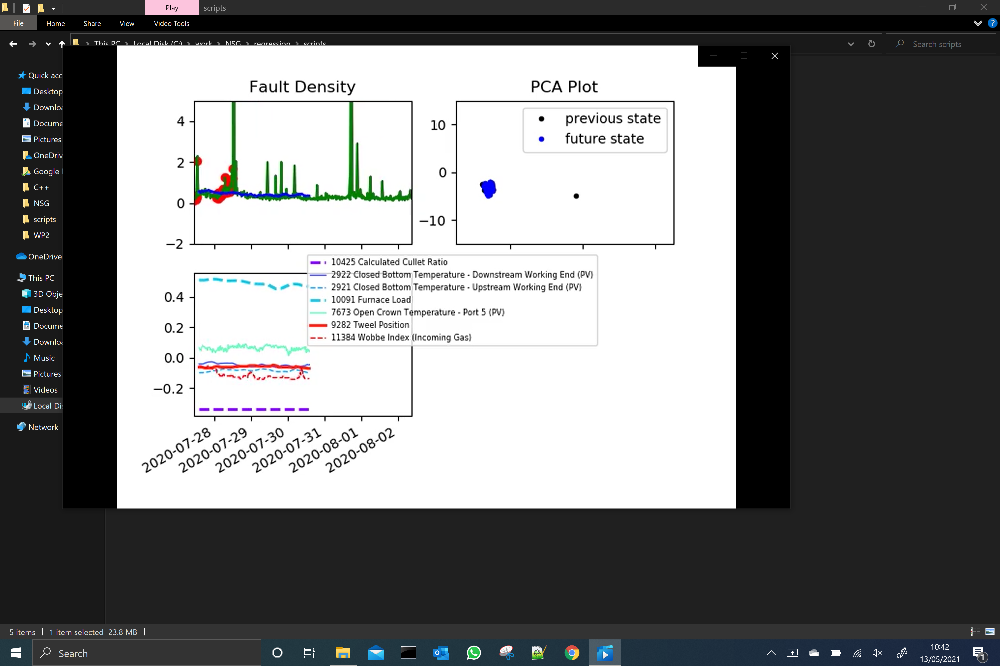 Play
scripts
File
Home
Share
View
Video Tools
This PC
Local Disk (C:)
work
NSG
regression
scripts
Search scripts
Quick acc
Desktop
Downloa
Docume
Pictures
OneDriv
Google
C++
NSG
scripts
WP2
OneDrive
This PC
3D Obje
Desktop
Docume
Downloa
Music
Pictures
Videos
Local Di
Network
Fault Density
4
2
0
−2
PCA Plot
previous state
future state
10
0
−10
10425 Calculated Cullet Ratio
2922 Closed Bottom Temperature - Downstream Working End (PV)
2921 Closed Bottom Temperature - Upstream Working End (PV)
10091 Furnace Load
7673 Open Crown Temperature - Port 5 (PV)
9282 Tweel Position
11384 Wobbe Index (Incoming Gas)
0.4
0.2
0.0
−0.2
2020-07-28
2020-07-29
2020-07-30
2020-07-31
2020-08-01
2020-08-02
5 items
1 item selected 23.8 MB
Search
10:42
13/05/2021
1